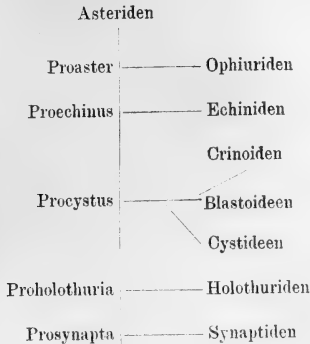 Asteriden
Proaster Ophiuriden
Proechinus Echiniden
Crinoiden
Procystus Blastoideen
Cystideen
Proholothuria Holothuriden
Prosynapta Synaptiden